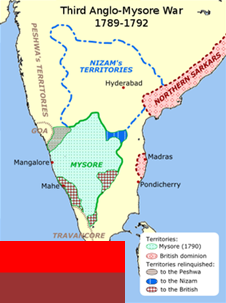 Third Anglo-Mysore War
1789-1792
PESHWA's TERRITORIES
NIZAM's
TERRITORIES
Hyderabad
NORTHERN SARKARS
GOA
MYSORE
Mangalore
Madras
Mahe
Pondicherry
TRAVANCORE
Territories:
Mysore (1790)
British dominion
Territories relinquished:
to the Peshwa
to the Nizam
to the British